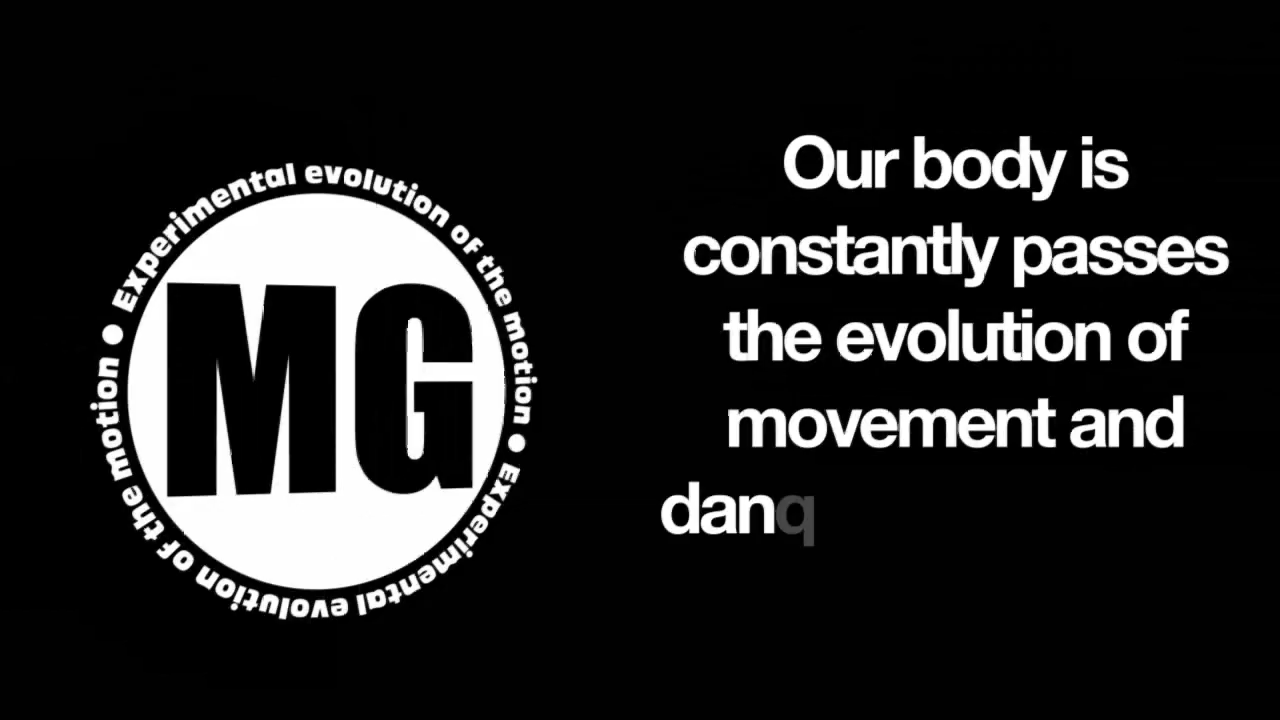 Experimental evolution of the motion • Experimental evolution of the motion •
MG
Our body is
constantly passes
the evolution of
movement and
danq